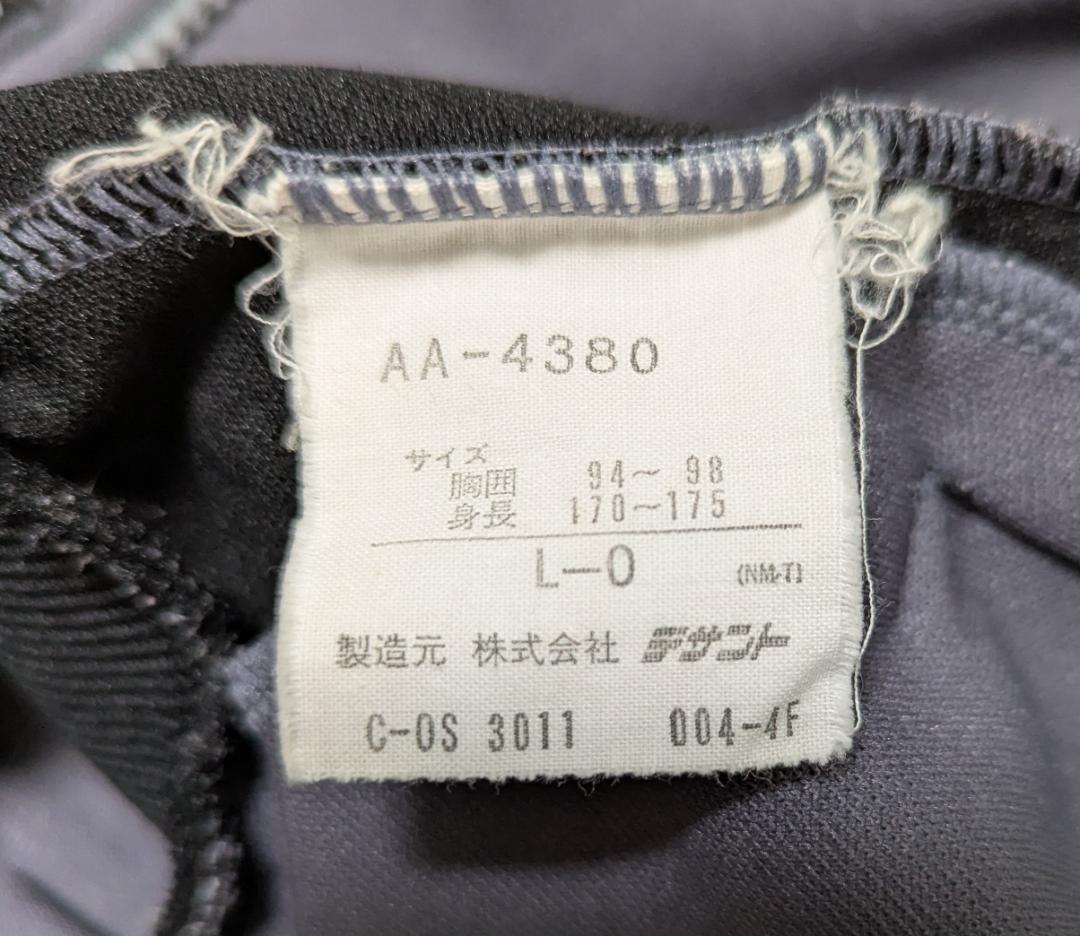 AA-4380
サイズ
胸囲 94〜98
身長 170〜175
L-O (NM-T)
製造元 株式会社 デサント
C-OS 3011 004-4F